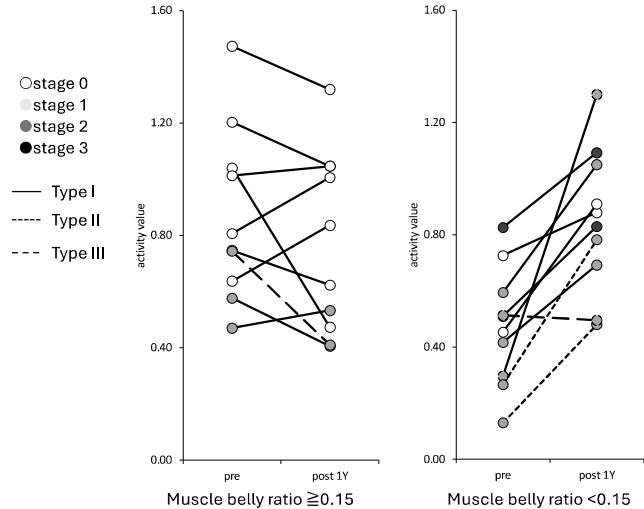 stage 0
stage 1
stage 2
stage 3
Type I
Type II
Type III
1.60
1.20
0.80
0.40
0.00
activity value
pre
post 1Y
Muscle belly ratio ≧0.15
1.60
1.20
0.80
0.40
0.00
activity value
pre
post 1Y
Muscle belly ratio <0.15